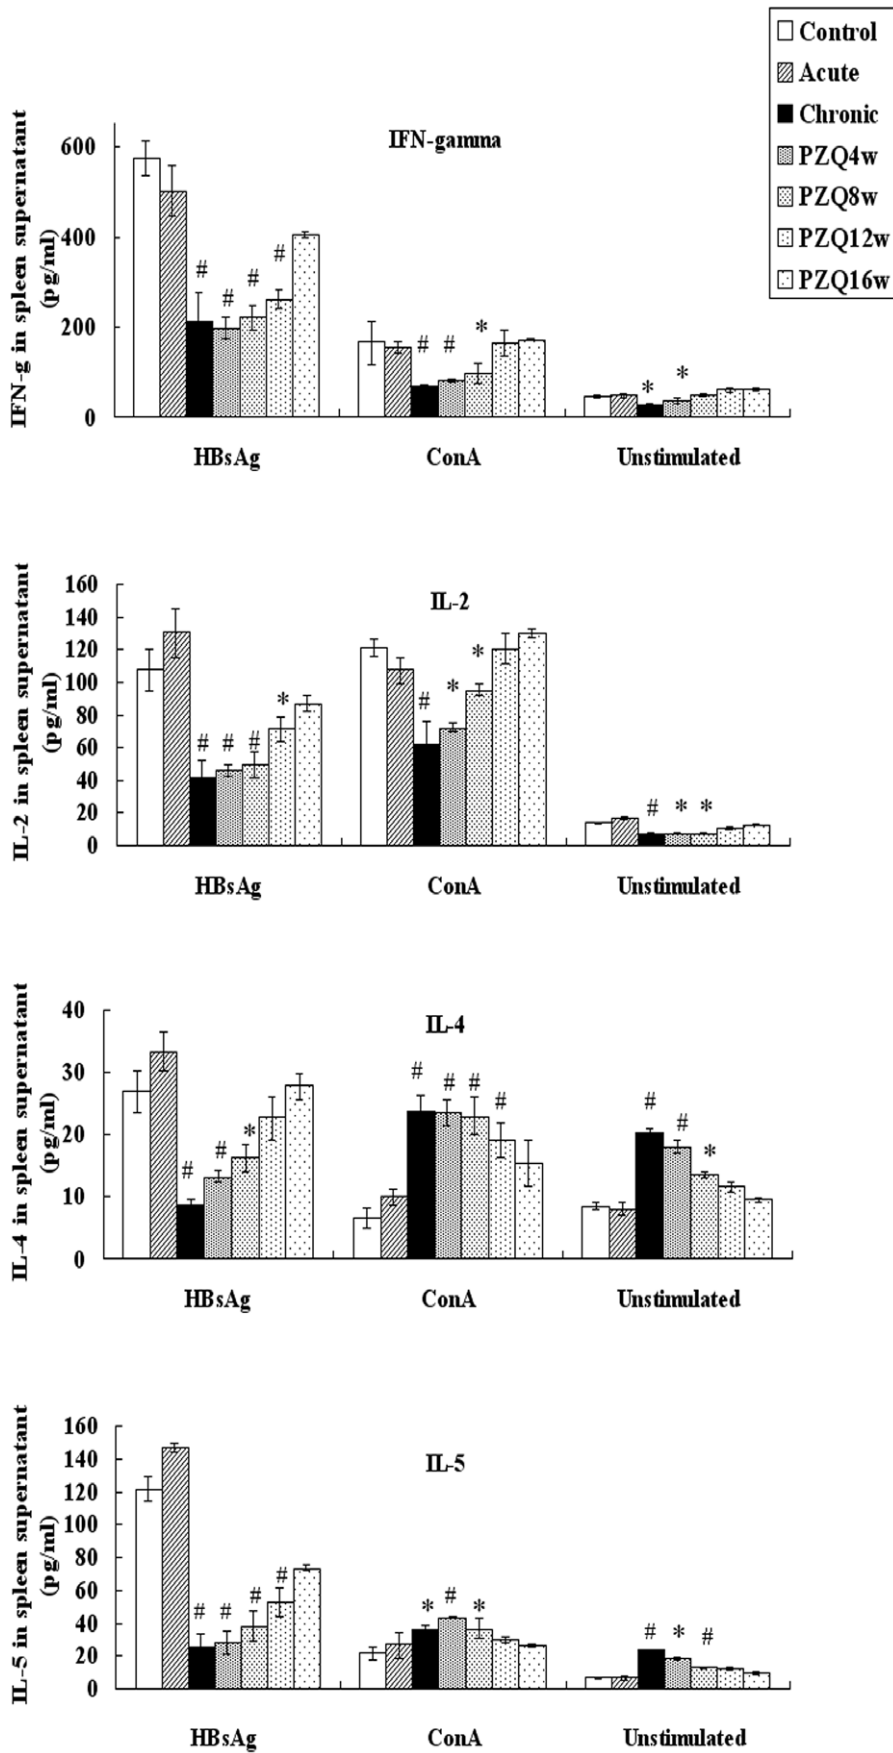 Control
Acute
Chronic
PZQ4w
PZQ8w
PZQ12w
PZQ16w
IFN-gamma
IFN-g in spleen supernatant
(pg/ml)
600
400
200
0
# # # #
# # *
* *
HBsAg ConA Unstimulated
IL-2
IL-2 in spleen supernatant
(pg/ml)
160
140
120
100
80
60
40
20
0
# # # *
# * *
# * *
HBsAg ConA Unstimulated
IL-4
IL-4 in spleen supernatant
(pg/ml)
40
30
20
10
0
# # *
# # # #
# # *
HBsAg ConA Unstimulated
IL-5
IL-5 in spleen supernatant
(pg/ml)
160
140
120
100
80
60
40
20
0
# # # #
* # *
# * #
HBsAg ConA Unstimulated